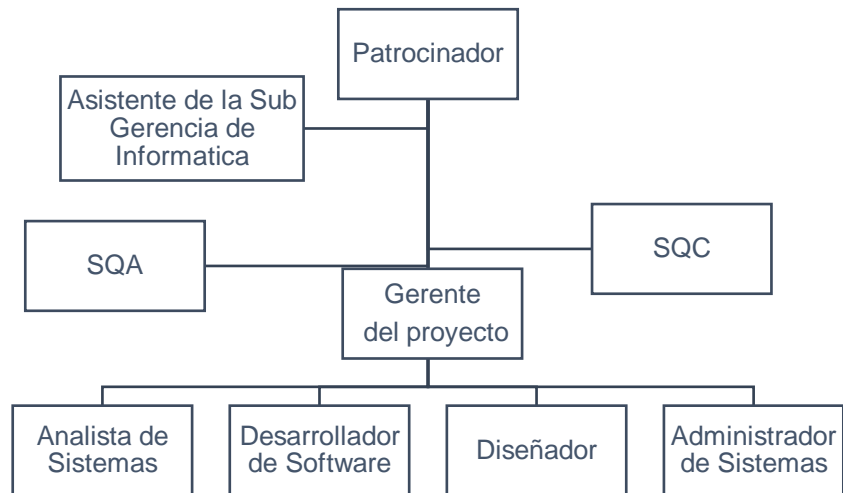 Patrocinador
Asistente de la Sub
Gerencia de
Informatica
SQA
SQC
Gerente
del proyecto
Analista de
Sistemas
Desarrollador
de Software
Diseñador
Administrador
de Sistemas